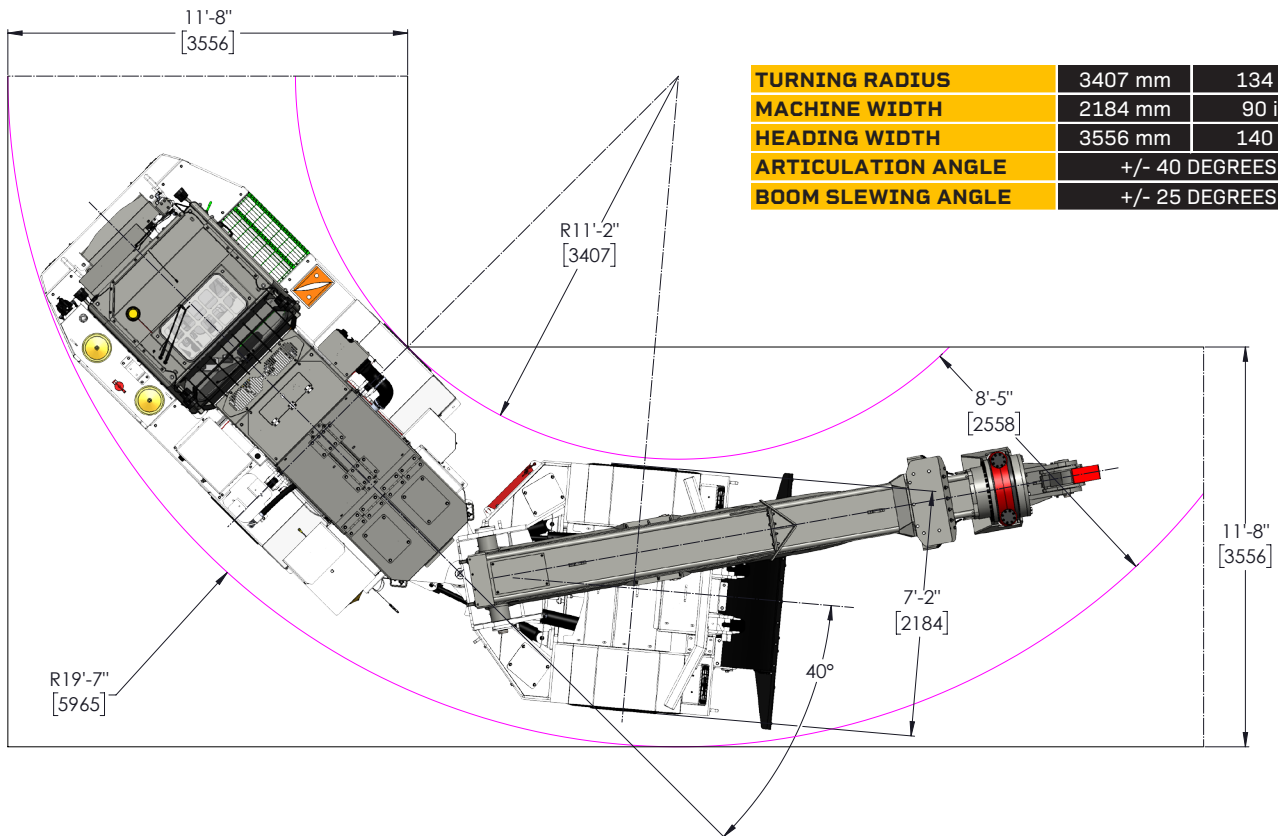 11'-8"
[3556]
TURNING RADIUS 3407 mm 134
MACHINE WIDTH 2184 mm 90 i
HEADING WIDTH 3556 mm 140
ARTICULATION ANGLE +/- 40 DEGREES
BOOM SLEWING ANGLE +/- 25 DEGREES
R11'-2"
[3407]
8'-5"
[2558]
11'-8"
[3556]
7'-2"
[2184]
40°
R19'-7"
[5965]